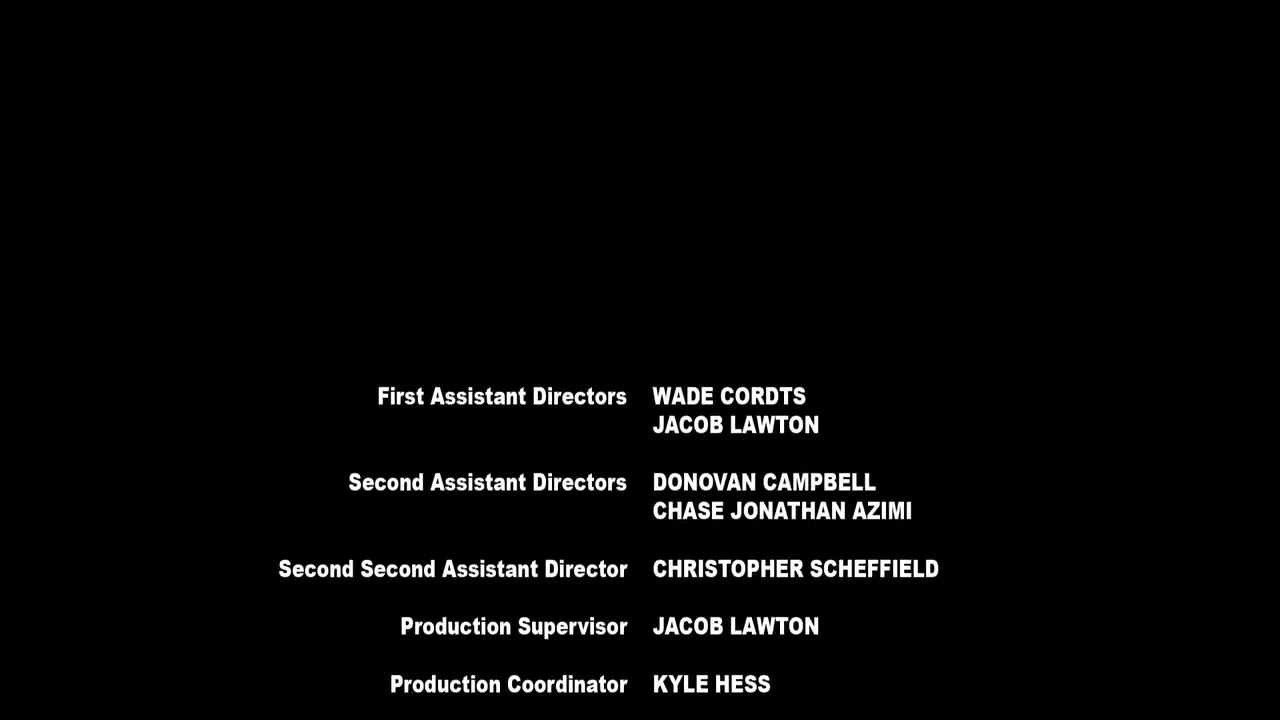 First Assistant Directors WADE CORDTS
JACOB LAWTON
Second Assistant Directors DONOVAN CAMPBELL
CHASE JONATHAN AZIMI
Second Second Assistant Director CHRISTOPHER SCHEFFIELD
Production Supervisor JACOB LAWTON
Production Coordinator KYLE HESS